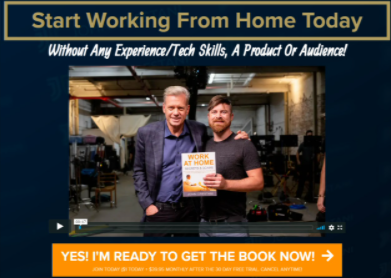 Start Working From Home Today
Without Any Experience/Tech Skills, A Product Or Audience!
WORK
AT HOME
YES! I'M READY TO GET THE BOOK NOW!